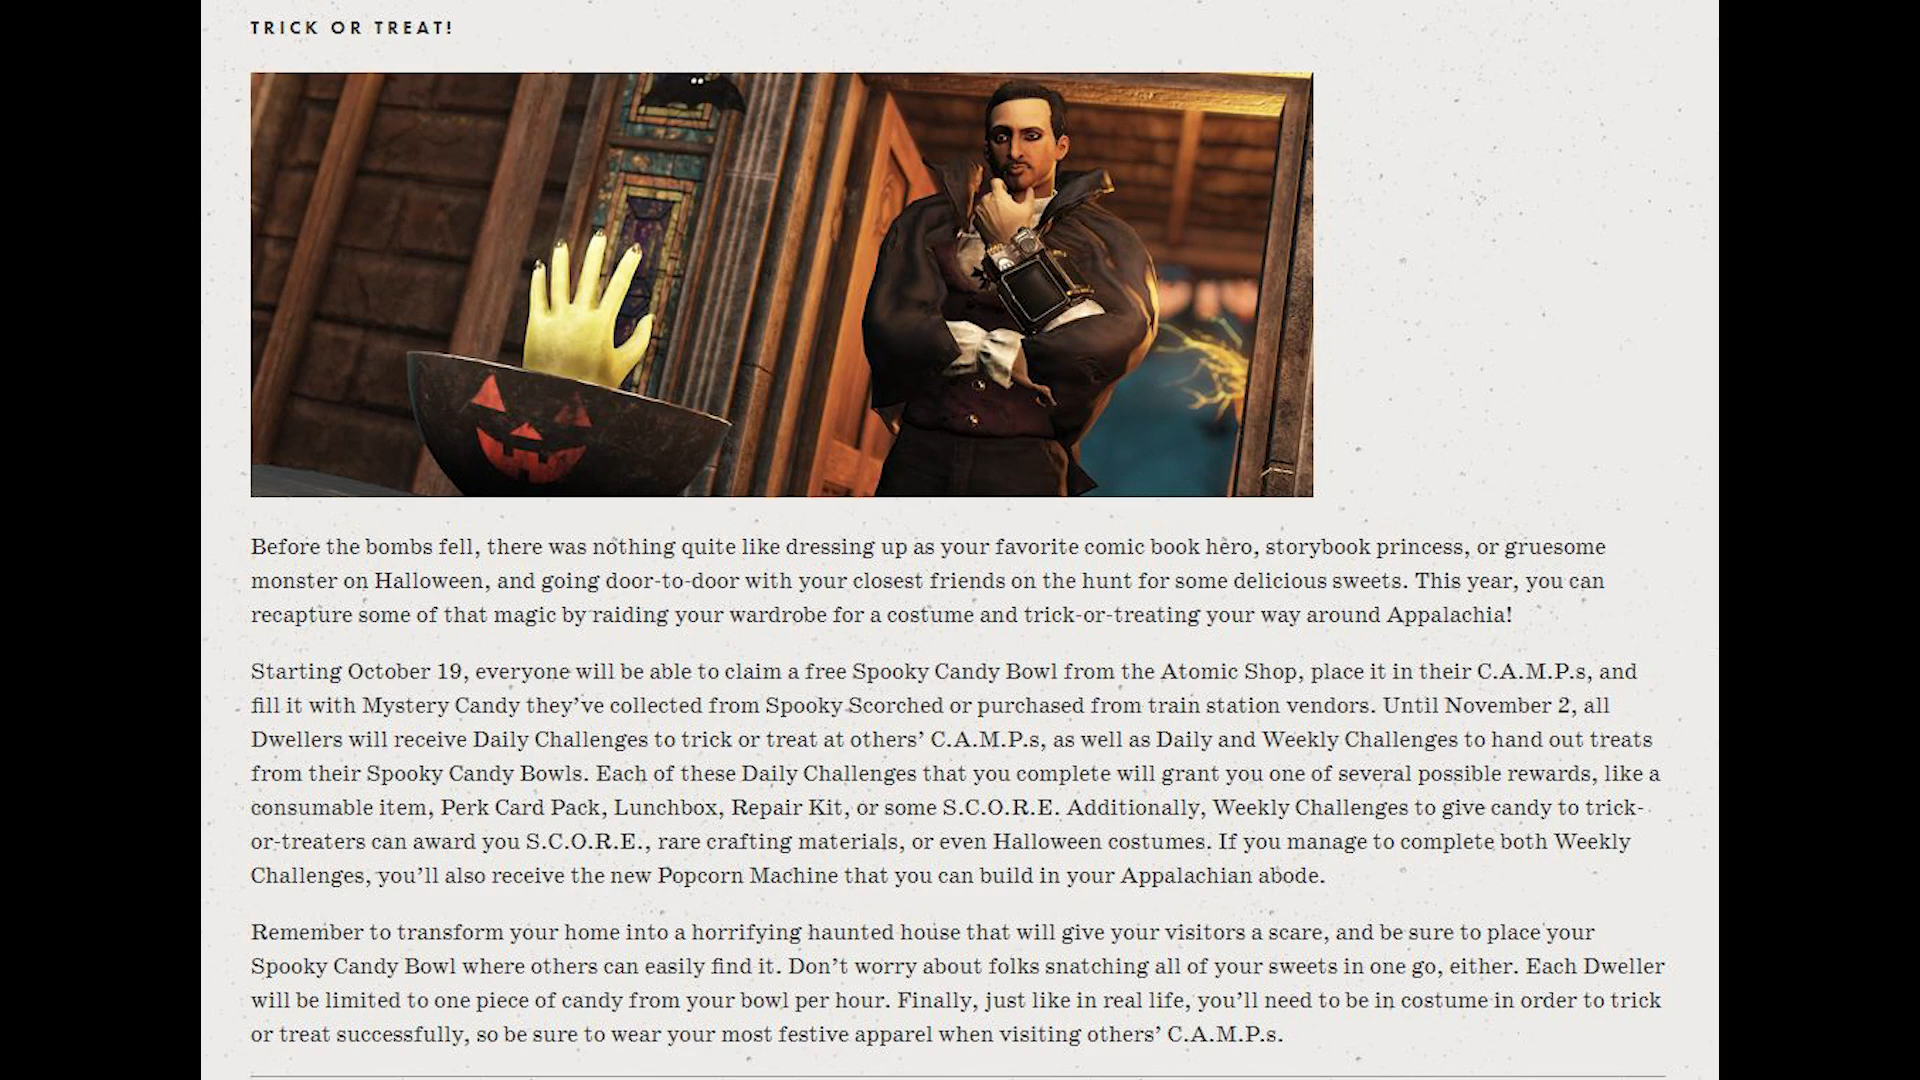 TRICK OR TREAT!
Before the bombs fell, there was nothing quite like dressing up as your favorite comic book hero, storybook princess, or gruesome
monster on Halloween, and going door-to-door with your closest friends on the hunt for some delicious sweets. This year, you can
recapture some of that magic by raiding your wardrobe for a costume and trick-or-treating your way around Appalachia!
Starting October 19, everyone will be able to claim a free Spooky Candy Bowl from the Atomic Shop, place it in their C.A.M.P.s, and
fill it with Mystery Candy they’ve collected from Spooky Scorched or purchased from train station vendors. Until November 2, all
Dwellers will receive Daily Challenges to trick or treat at others’ C.A.M.P.s, as well as Daily and Weekly Challenges to hand out treats
from their Spooky Candy Bowls. Each of these Daily Challenges that you complete will grant you one of several possible rewards, like a
consumable item, Perk Card Pack, Lunchbox, Repair Kit, or some S.C.O.R.E. Additionally, Weekly Challenges to give candy to trick-
or-treaters can award you S.C.O.R.E., rare crafting materials, or even Halloween costumes. If you manage to complete both Weekly
Challenges, you’ll also receive the new Popcorn Machine that you can build in your Appalachian abode.
Remember to transform your home into a horrifying haunted house that will give your visitors a scare, and be sure to place your
Spooky Candy Bowl where others can easily find it. Don’t worry about folks snatching all of your sweets in one go, either. Each Dweller
will be limited to one piece of candy from your bowl per hour. Finally, just like in real life, you’ll need to be in costume in order to trick
or treat successfully, so be sure to wear your most festive apparel when visiting others’ C.A.M.P.s.